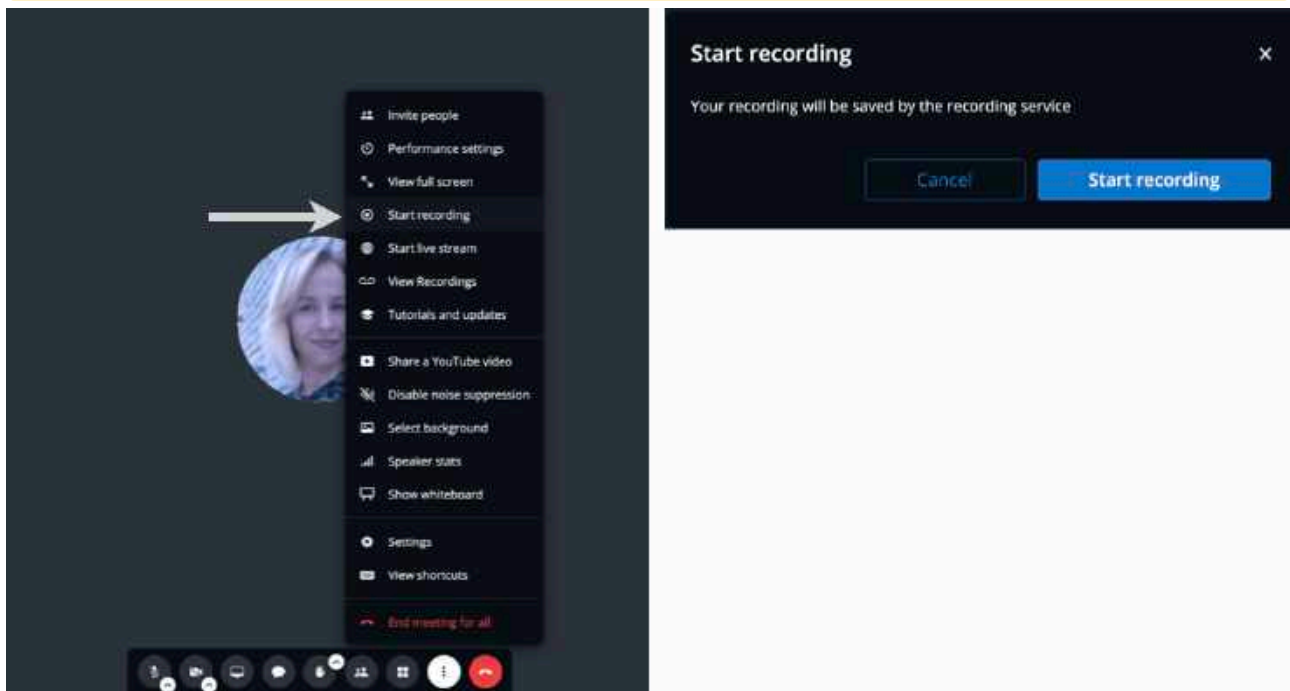 Invite people
Performance settings
View full screen
Start recording
Start live stream
View Recordings
Tutorials and updates
Share a YouTube video
Disable noise suppression
Select background
Speaker stats
Show whiteboard
Settings
View shortcuts
End meeting for all
Start recording
Your recording will be saved by the recording service
Cancel
Start recording